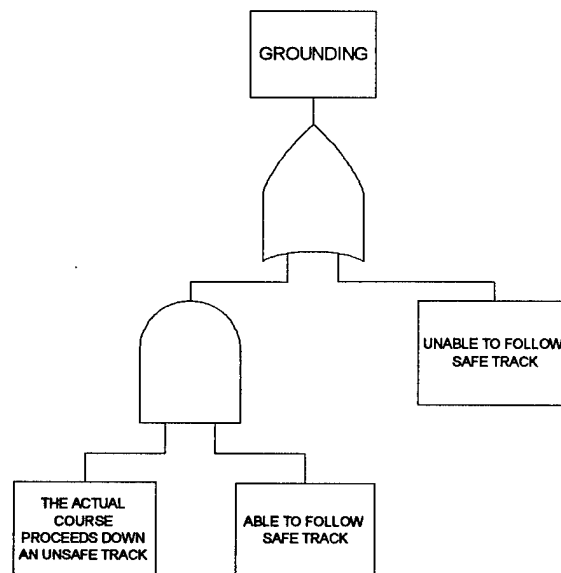 GROUNDING
UNABLE TO FOLLOW
SAFE TRACK
THE ACTUAL
COURSE
PROCEEDS DOWN
AN UNSAFE TRACK
ABLE TO FOLLOW
SAFE TRACK